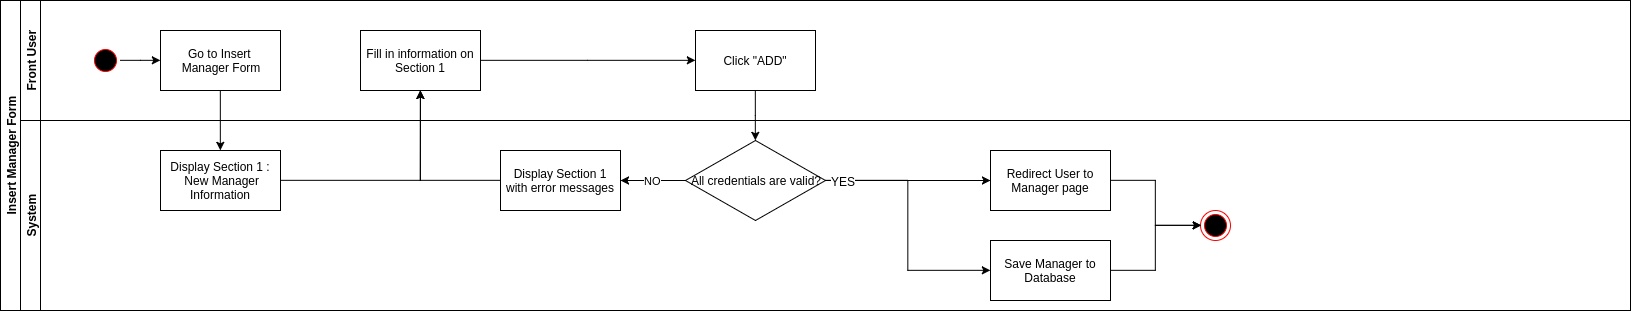 Insert Manager Form
Front User
Go to Insert
Manager Form
Fill in information on
Section 1
Click "ADD"
System
Display Section 1 :
New Manager
Information
Display Section 1
with error messages
NO
All credentials are valid?
YES
Redirect User to
Manager page
Save Manager to
Database